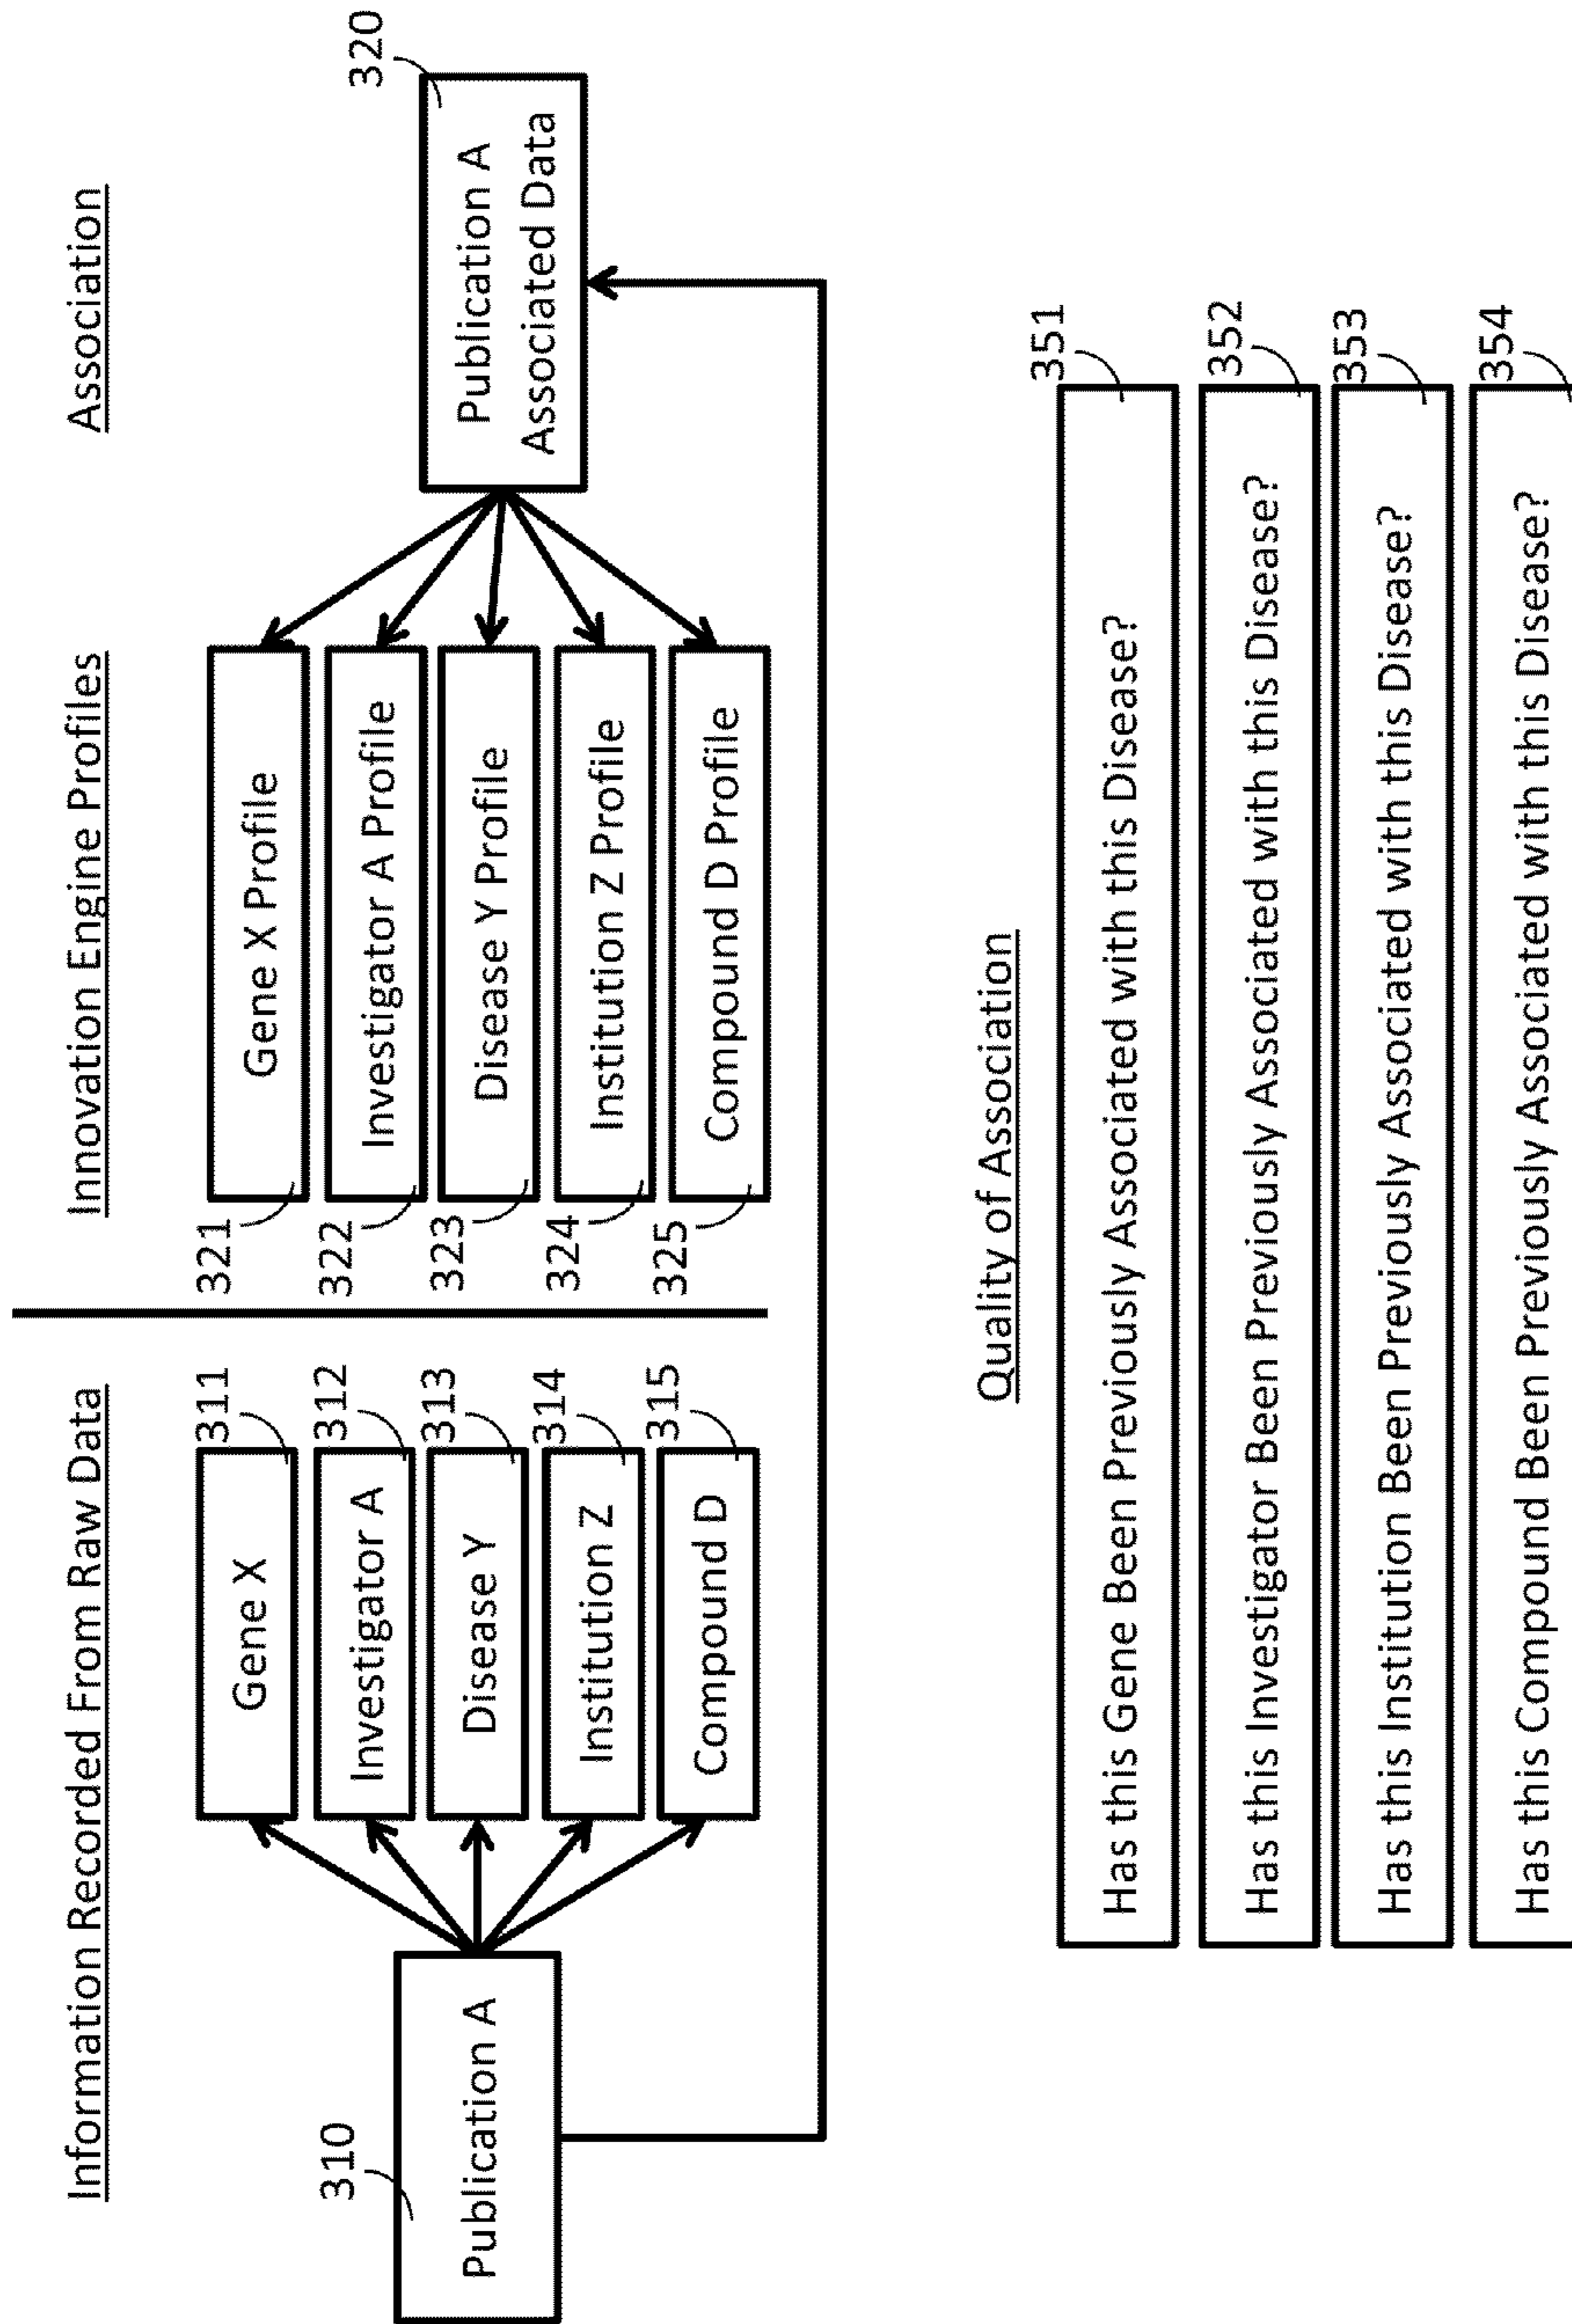 Information Recorded From Raw Data
Innovation Engine Profiles
Association
310
Publication A
311
Gene X
312
Investigator A
313
Disease Y
314
Institution Z
315
Compound D
321
Gene X Profile
322
Investigator A Profile
323
Disease Y Profile
324
Institution Z Profile
325
Compound D Profile
320
Publication A
Associated Data
Quality of Association
351
Has this Gene Been Previously Associated with this Disease?
352
Has this Investigator Been Previously Associated with this Disease?
353
Has this Institution Been Previously Associated with this Disease?
354
Has this Compound Been Previously Associated with this Disease?